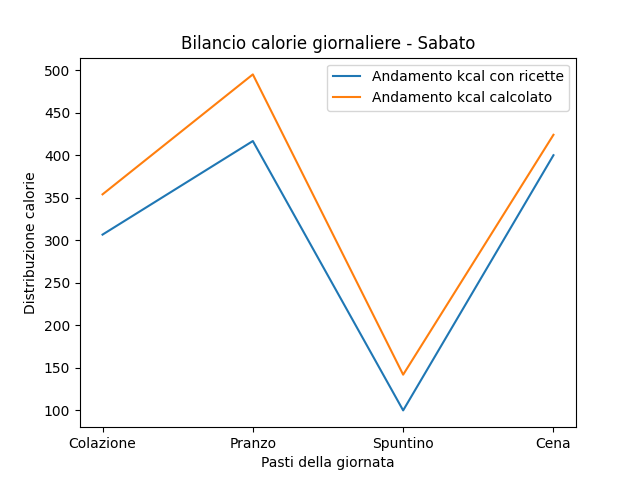 Bilancio calorie giornaliere - Sabato
Andamento kcal con ricette
Andamento kcal calcolato
Distribuzione calorie
500
450
400
350
300
250
200
150
100
Colazione Pranzo Spuntino Cena
Pasti della giornata